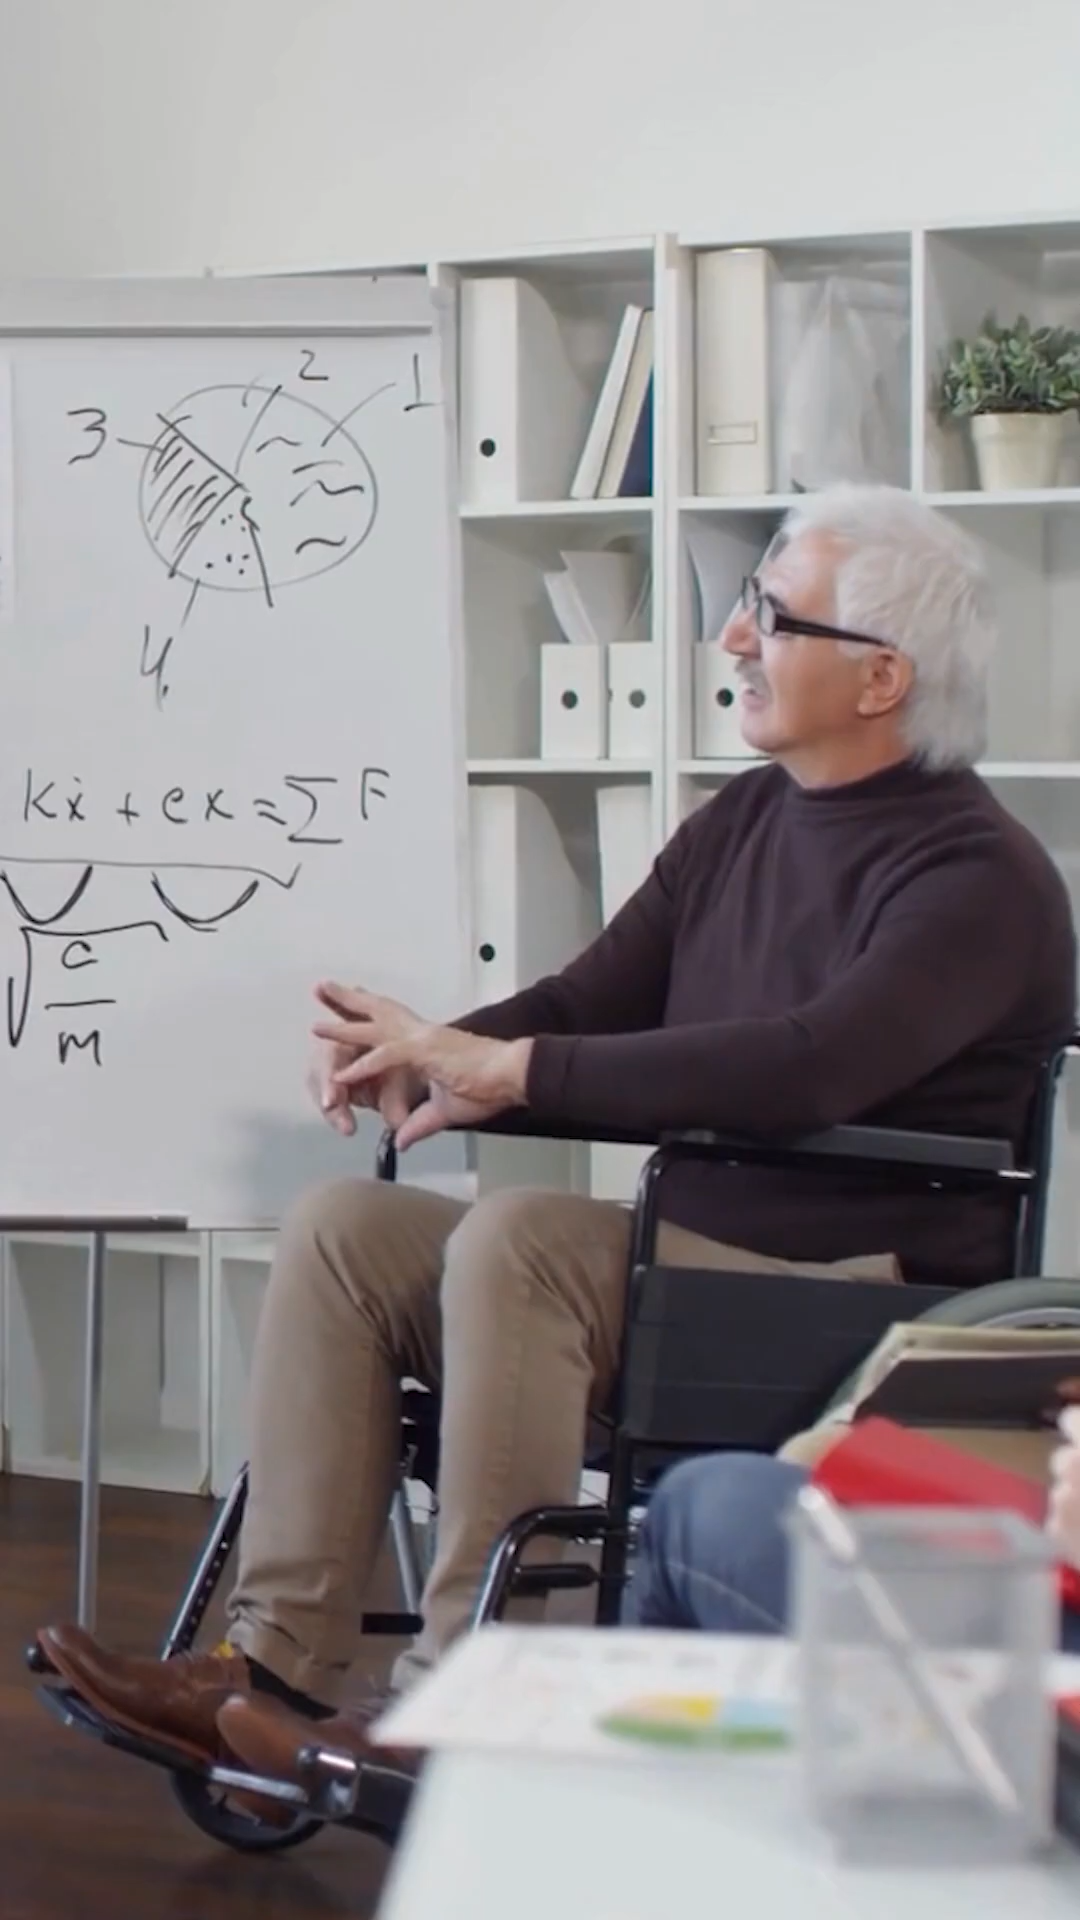 2
1
3
4.
kẋ + cx = ∑ F
√c/m